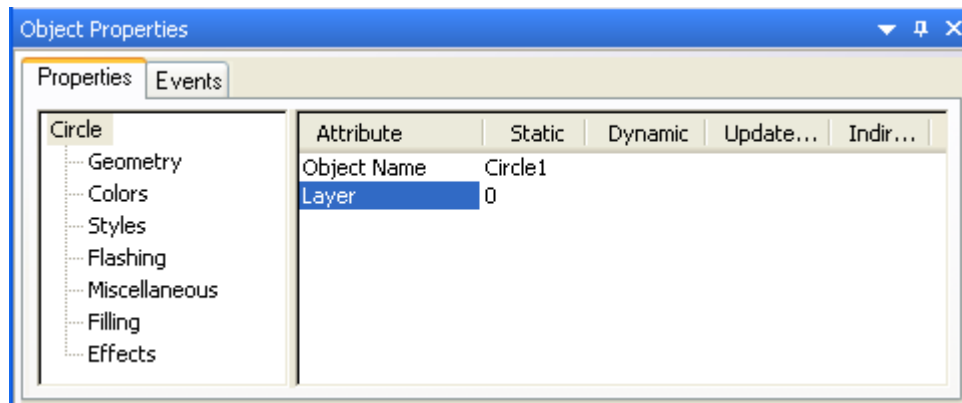 Object Properties
Properties Events
Circle
Geometry
Colors
Styles
Flashing
Miscellaneous
Filling
Effects
Attribute Static Dynamic Update... Indir...
Object Name Circle1
Layer 0